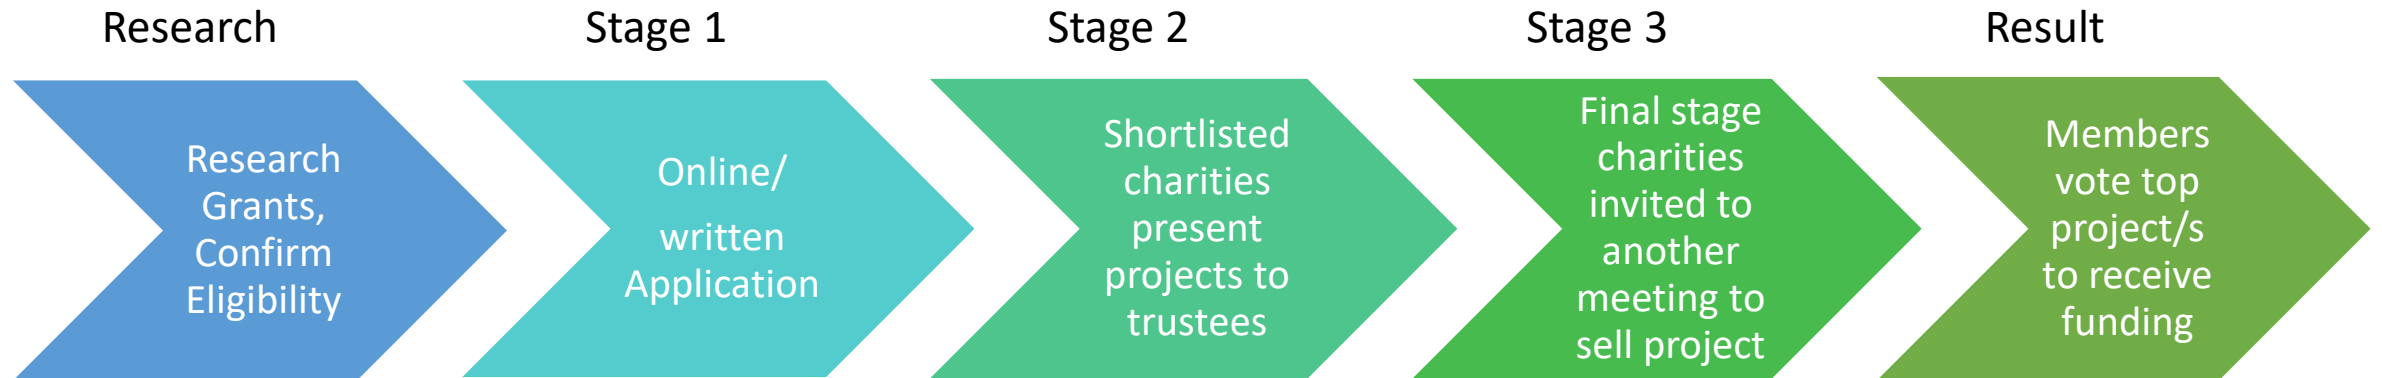 Research
Research
Grants,
Confirm
Eligibility
Stage 1
Online/
written
Application
Stage 2
Shortlisted
charities
present
projects to
trustees
Stage 3
Final stage
charities
invited to
another
meeting to
sell project
Result
Members
vote top
project/s
to receive
funding